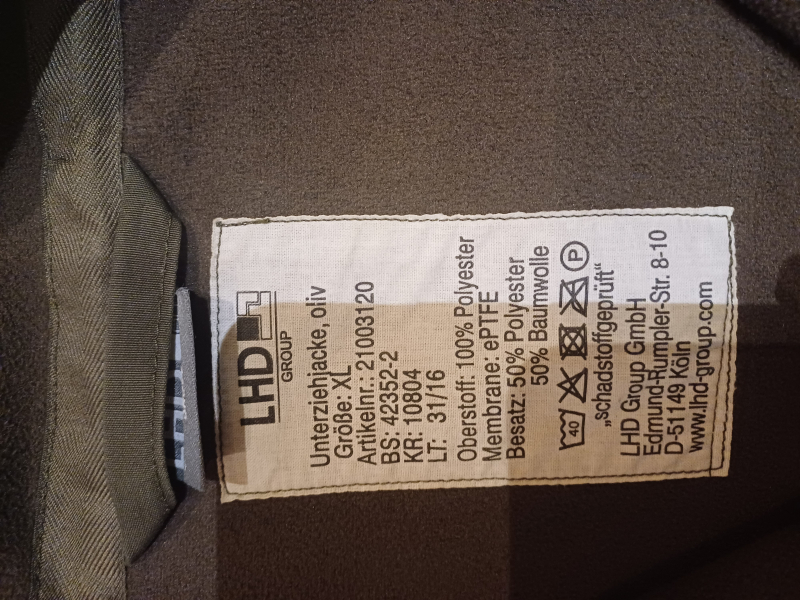 LHD
GROUP
Unterziehjacke, oliv
Größe: XL
Artikelnr.: 21003120
BS: 42352-2
KR: 10804
LT: 31/16
Oberstoff: 100% Polyester
Membrane: ePTFE
Besatz: 50% Polyester
50% Baumwolle
40 P
„schadstoffgeprüft“
LHD Group GmbH
Edmund-Rumpler-Str. 8-10
D-51149 Köln
www.lhd-group.com